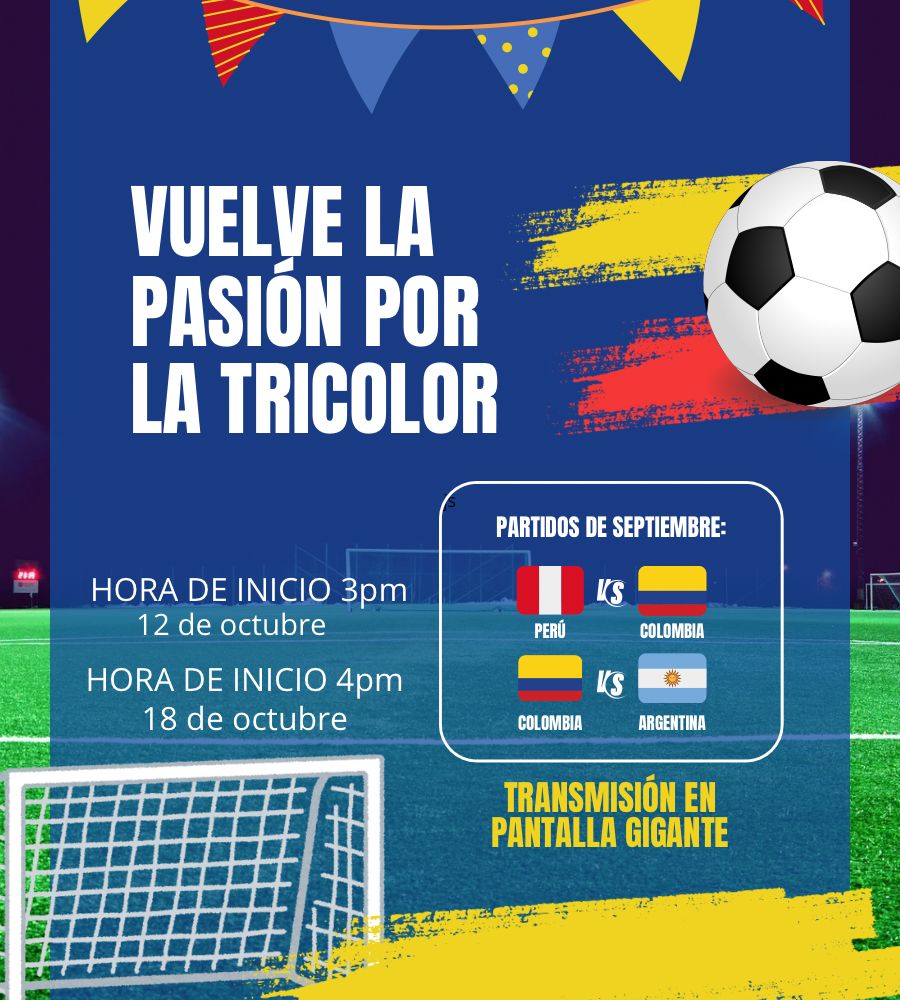 VUELVE LA
PASIÓN POR
LA TRICOLOR
js
PARTIDOS DE SEPTIEMBRE:
HORA DE INICIO 3pm
12 de octubre
PERÚ VS COLOMBIA
HORA DE INICIO 4pm
18 de octubre
COLOMBIA VS ARGENTINA
TRANSMISIÓN EN
PANTALLA GIGANTE